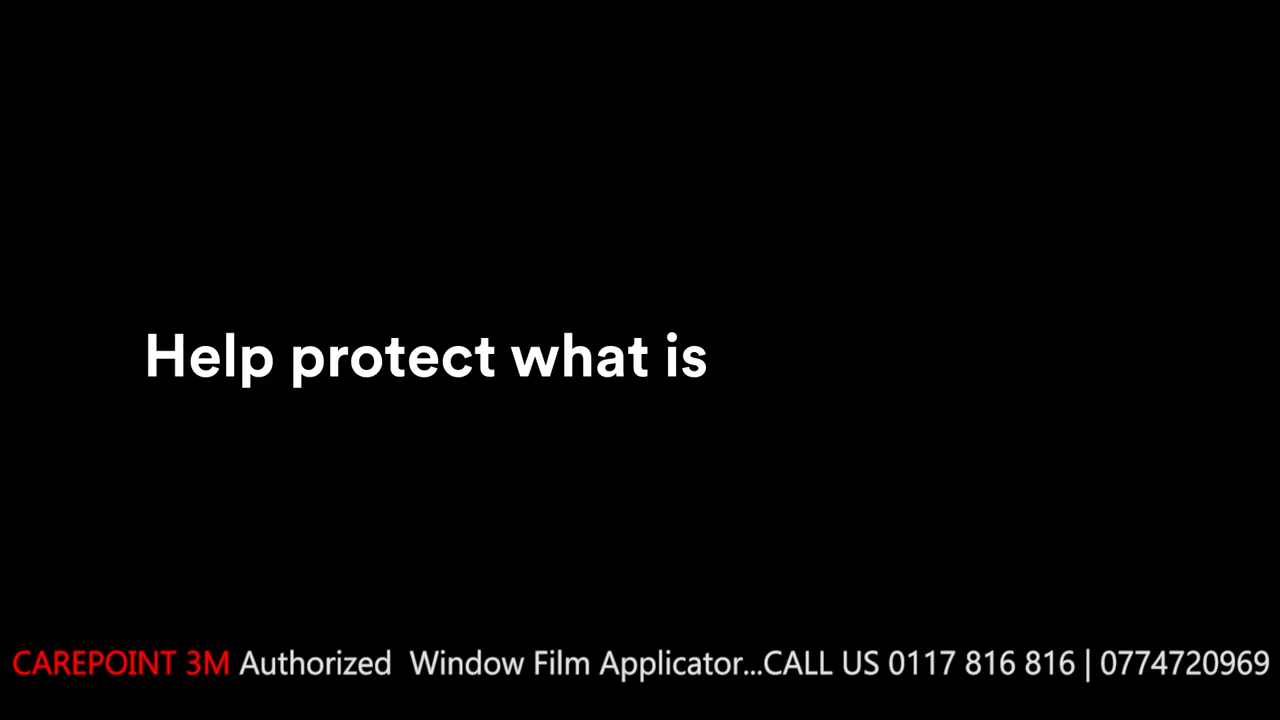 Help protect what is
CAREPOINT 3M Authorized  Window Film Applicator...CALL US 0117 816 816 | 0774720969